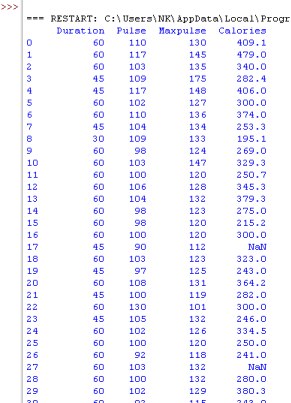 >>>
=== RESTART: C:\Users\NK\AppData\Local\Progr
Duration Pulse Maxpulse Calories
0 60 110 130 409.1
1 60 117 145 479.0
2 60 103 135 340.0
3 45 109 175 282.4
4 45 117 148 406.0
5 60 102 127 300.0
6 60 110 136 374.0
7 45 104 134 253.3
8 30 109 133 195.1
9 60 98 124 269.0
10 60 103 147 329.3
11 60 100 120 250.7
12 60 106 128 345.3
13 60 104 132 379.3
14 60 98 123 275.0
15 60 98 120 215.2
16 60 100 120 300.0
17 45 90 112 NaN
18 60 103 123 323.0
19 45 97 125 243.0
20 60 108 131 364.2
21 45 100 119 282.0
22 60 130 101 300.0
23 45 105 132 246.0
24 60 102 126 334.5
25 60 100 120 250.0
26 60 92 118 241.0
27 60 103 132 NaN
28 60 100 132 280.0
29 60 102 129 380.3
30 60 92 115 243.0